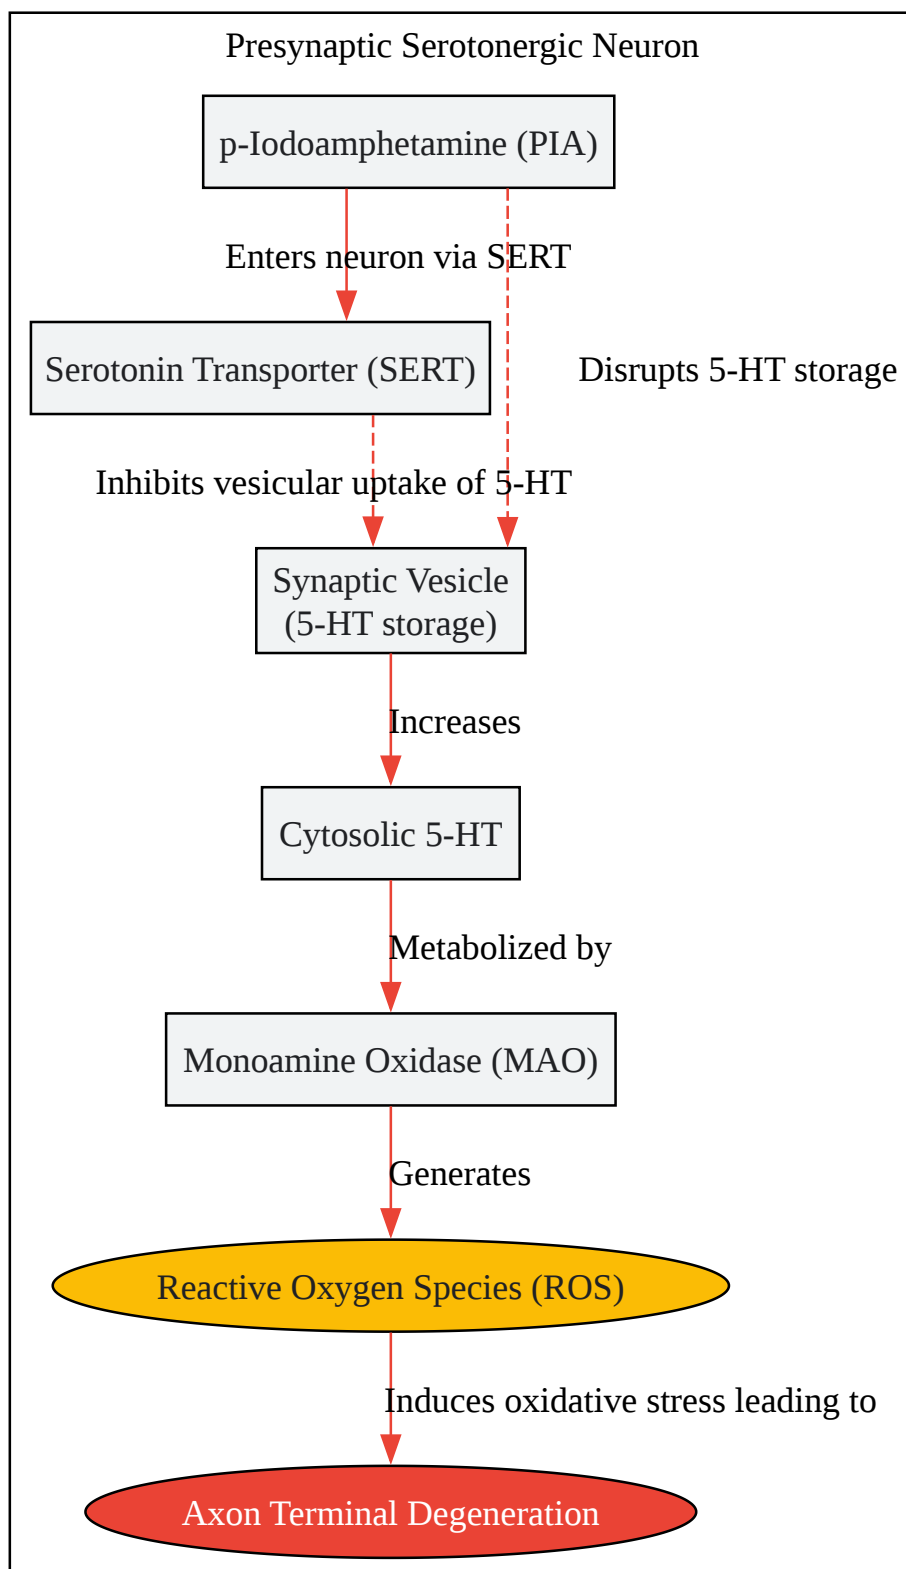 Presynaptic Serotonergic Neuron
p-Iodoamphetamine (PIA)
Enters neuron via SERT
Serotonin Transporter (SERT)
Disrupts 5-HT storage
Inhibits vesicular uptake of 5-HT
Synaptic Vesicle
(5-HT storage)
Increases
Cytosolic 5-HT
Metabolized by
Monoamine Oxidase (MAO)
Generates
Reactive Oxygen Species (ROS)
Induces oxidative stress leading to
Axon Terminal Degeneration